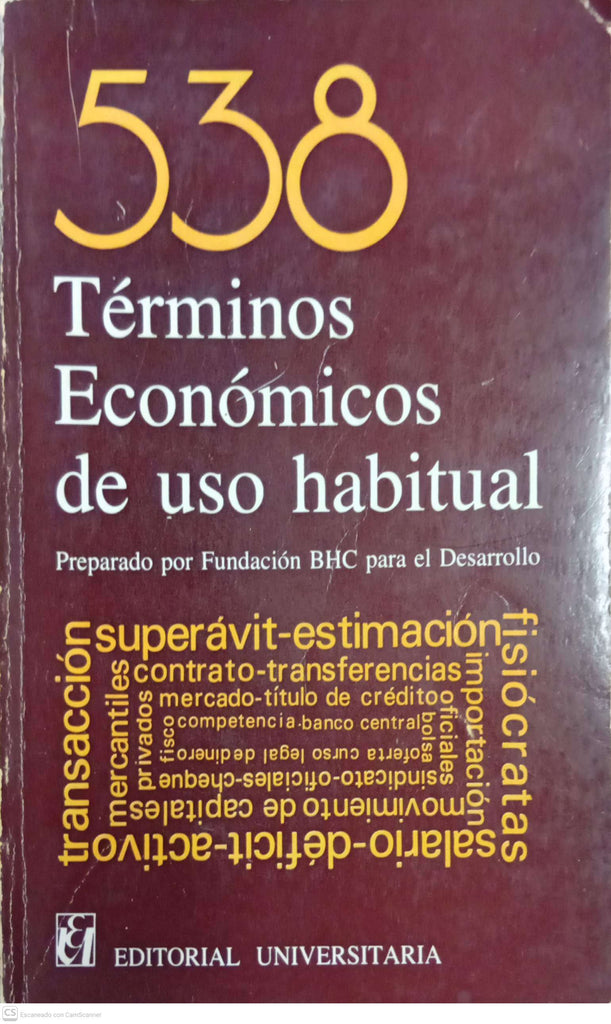 538
Términos
Económicos
de uso habitual
Preparado por Fundación BHC para el Desarrollo
superávit-estimación
fisiócratas
salario-déficit-activo
transacción
contrato-transferencias
importación
movimiento de capitales
mercantiles
mercado-título de crédito
oficiales
sindicato-oficiales-cheque
privados
competencia-banco central
bolsa
oferta curso legal dedinero
fisco
EDITORIAL UNIVERSITARIA
CS Escaneado con CamScanner